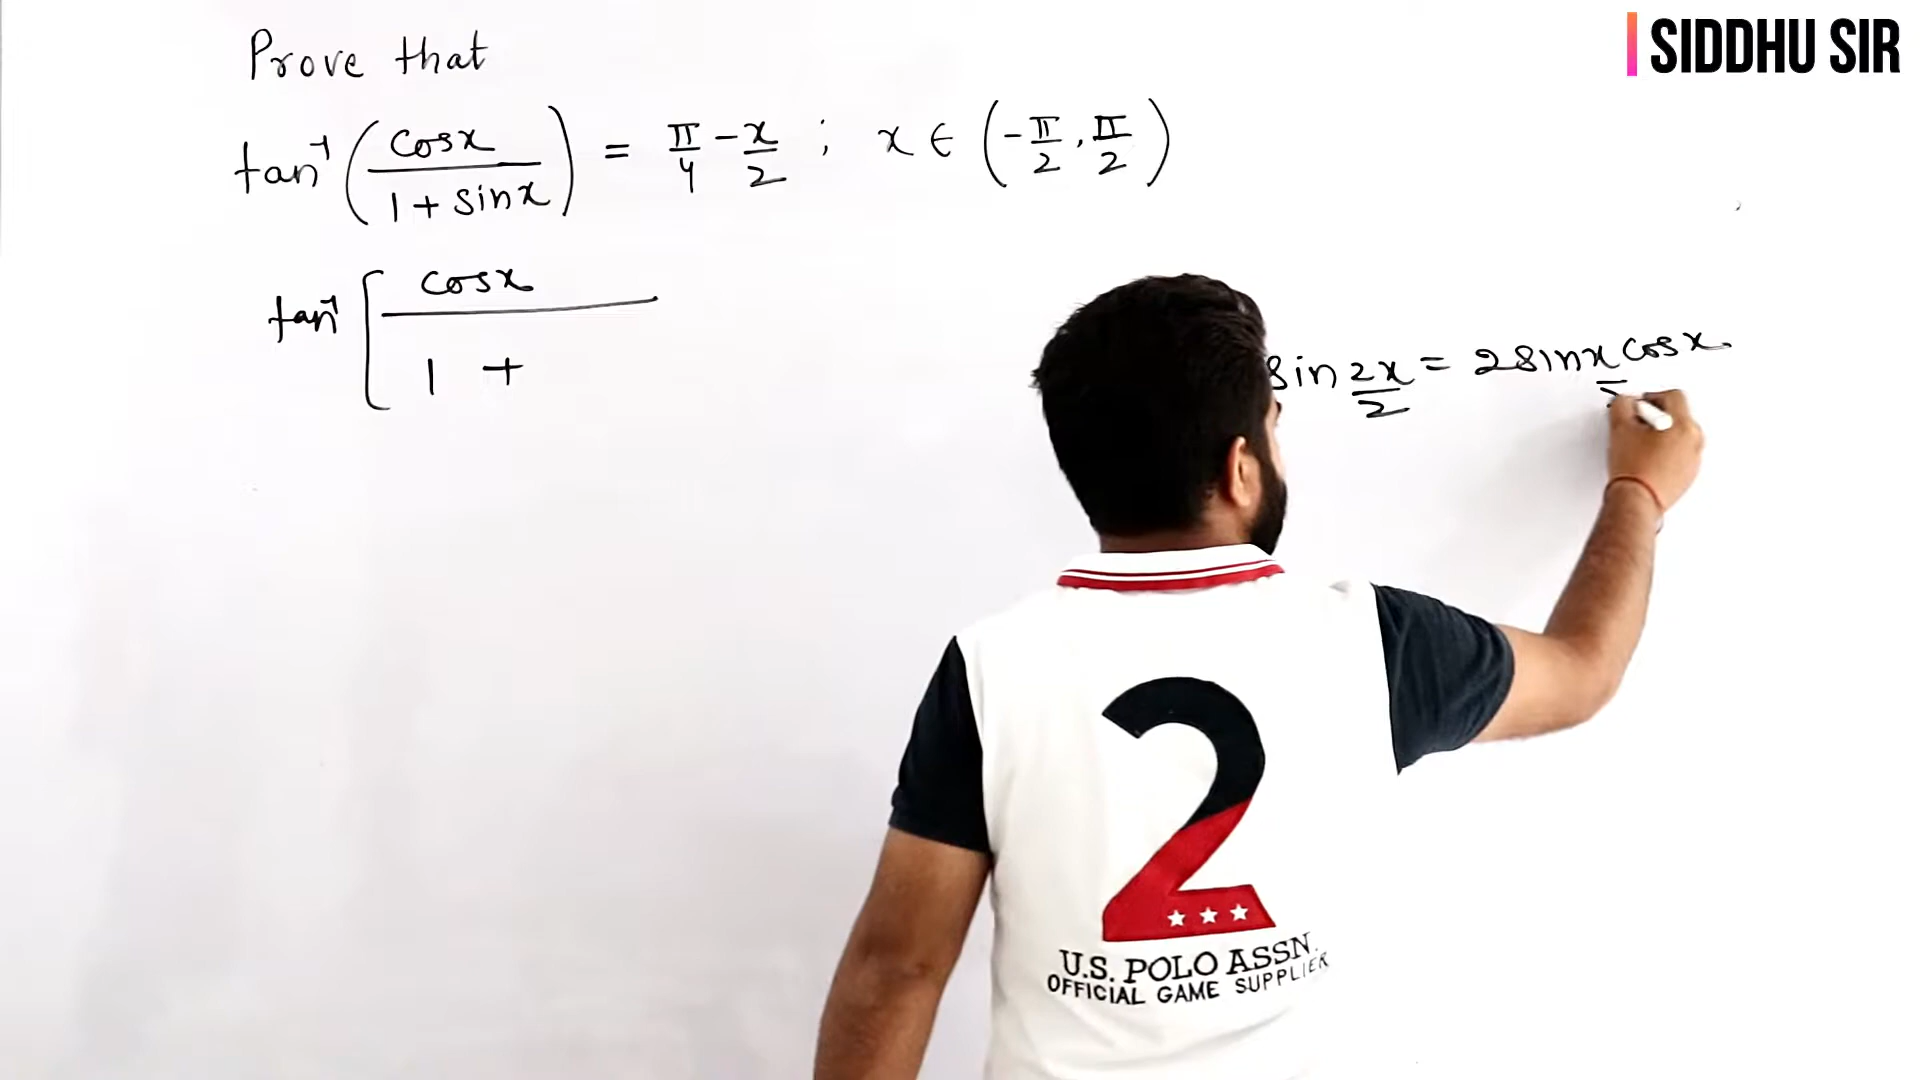 SIDDHU SIR
Prove that
tan⁻¹(cosx/(1 + sinx)) = π/4 - x/2 ; x ∈ (-π/2, π/2)
tan⁻¹[cosx/(1 +
sin 2x/2 = 2sinx cosx
2
U.S. POLO ASSN.
OFFICIAL GAME SUPPLIER